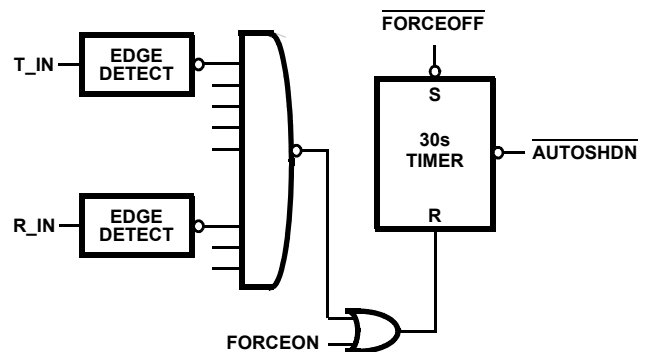 FORCEOFF
T_IN
EDGE
DETECT
S
30s
TIMER
AUTOSHDN
R_IN
EDGE
DETECT
R
FORCEON